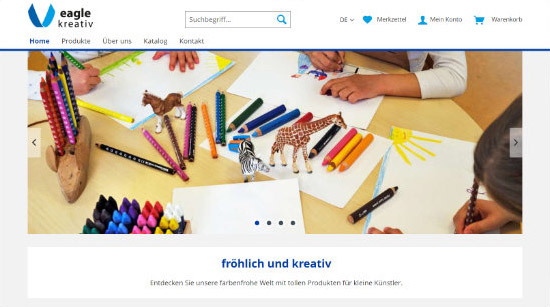 eagle
kreativ
Suchbegriff...
DE
Merkzettel
Mein Konto
Warenkorb
Home Produkte Über uns Katalog Kontakt
fröhlich und kreativ
Entdecken Sie unsere farbenfrohe Welt mit tollen Produkten für kleine Künstler.